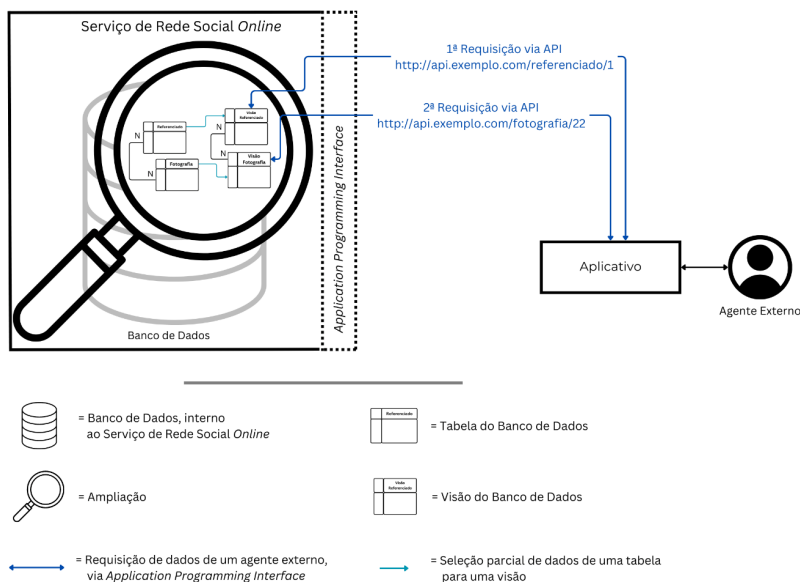 Serviço de Rede Social Online
1ª Requisição via API
http://api.exemplo.com/referenciado/1
2ª Requisição via API
http://api.exemplo.com/fotografia/22
Visão
Referenciado
Referenciado
N
N
Visão
Fotografia
Fotografia
N
N
Application Programming Interface
Banco de Dados
Aplicativo
Agente Externo
= Banco de Dados, interno
ao Serviço de Rede Social Online
Referenciado
= Tabela do Banco de Dados
= Ampliação
Visão
Referenciado
= Visão do Banco de Dados
= Requisição de dados de um agente externo,
via Application Programming Interface
= Seleção parcial de dados de uma tabela
para uma visão